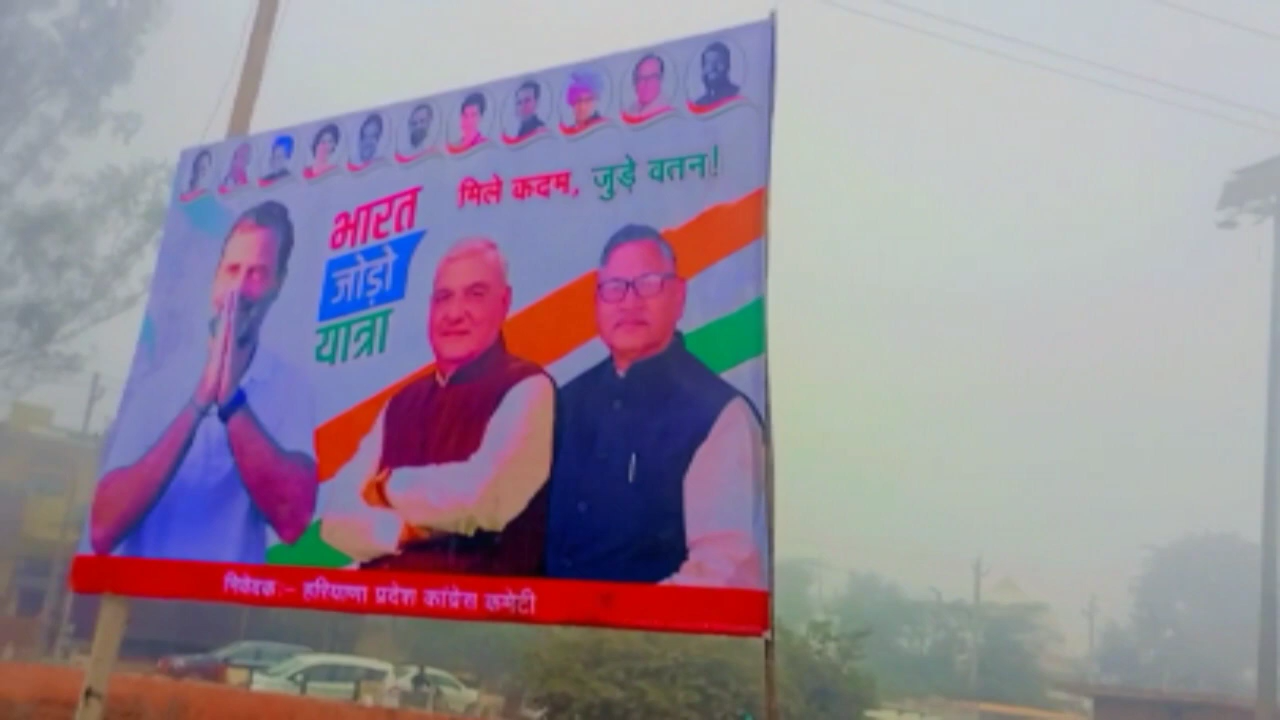 मिले कदम, जुड़े वतन!
भारत
जोड़ो
यात्रा
निवेदक :- हरियाणा प्रदेश कांग्रेस कमेटी